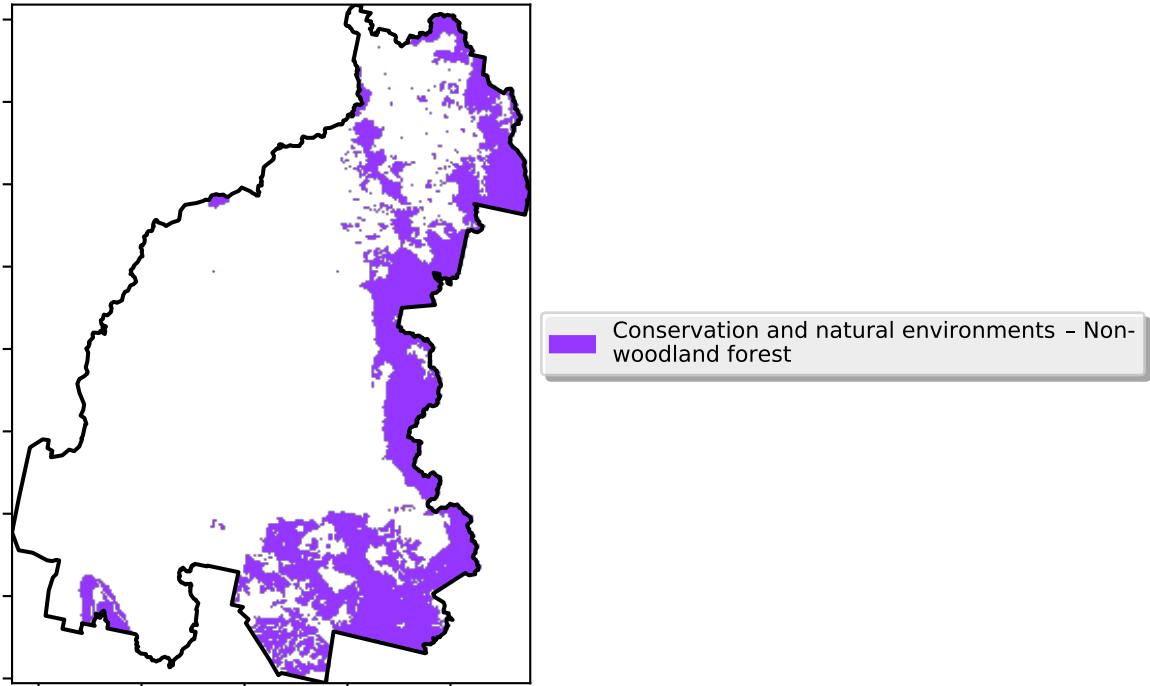 Conservation and natural environments – Non-
woodland forest